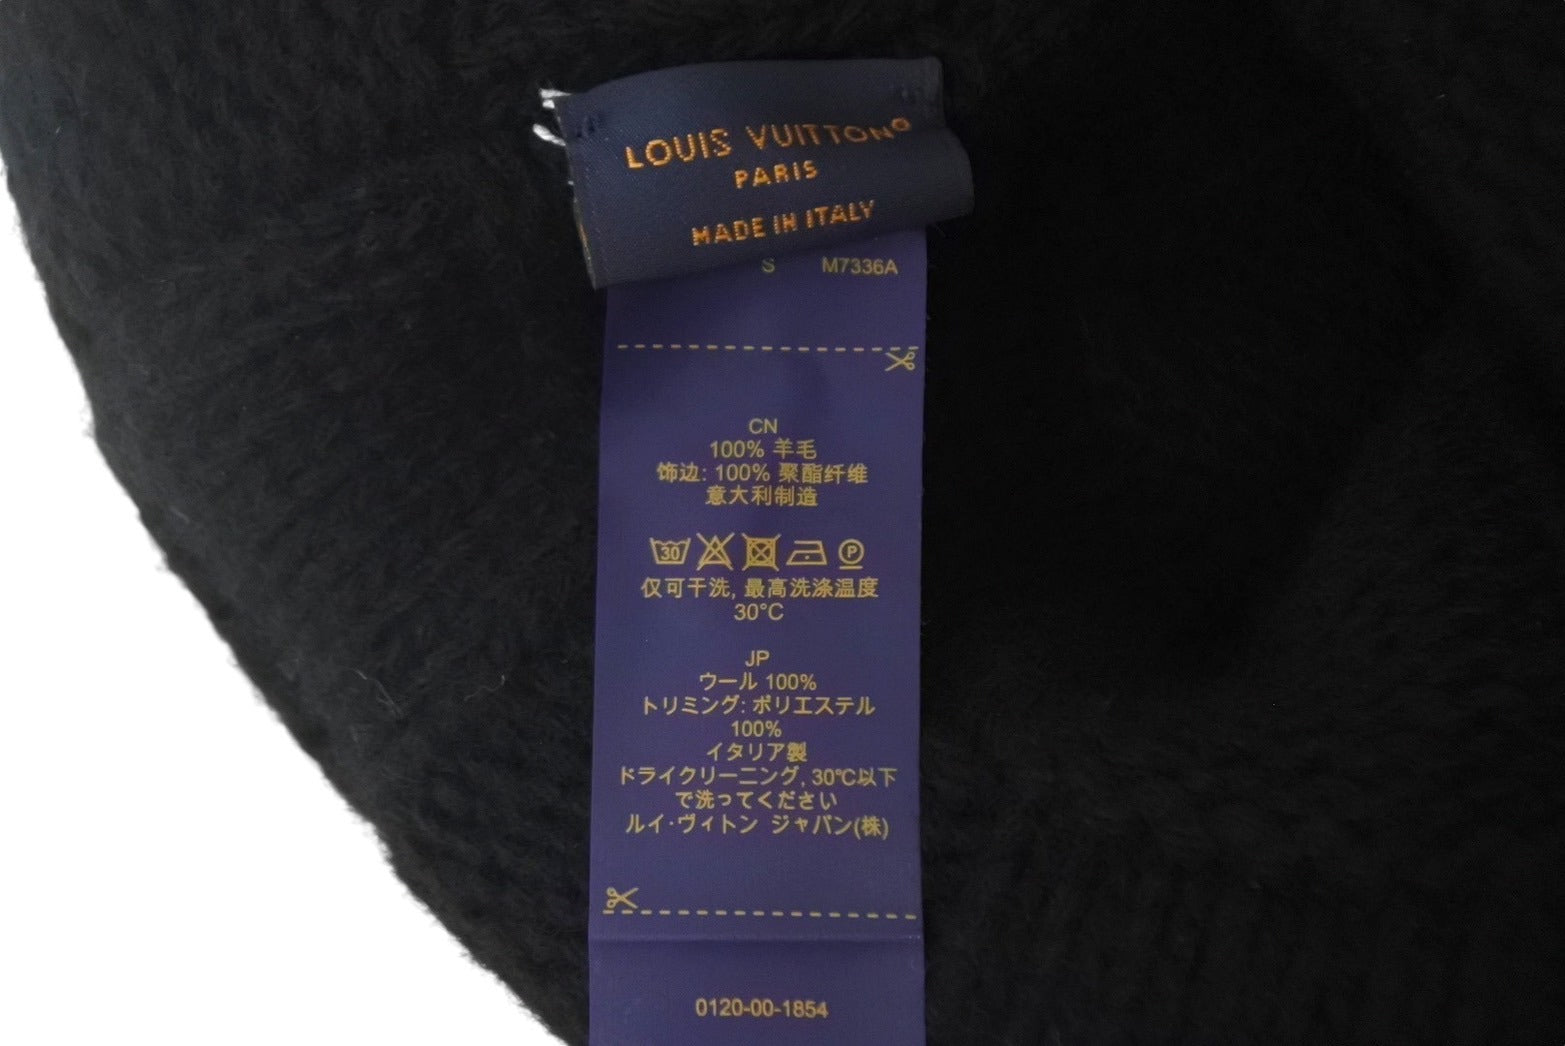 LOUIS VUITTON®
PARIS
MADE IN ITALY
S M7336A
CN
100% 羊毛
饰边: 100% 聚酯纤维
意大利制造
30 P
仅可干洗, 最高洗涤温度
30°C
JP
ウール 100%
トリミング: ポリエステル
100%
イタリア製
ドライクリーニング, 30℃以下
で洗ってください
ルイ·ヴィトン ジャパン(株)
0120-00-1854